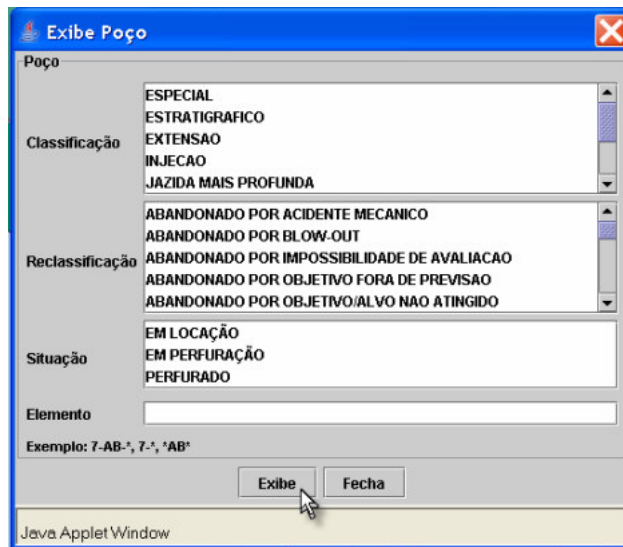 Exibe Poço
Poço
Classificação
ESPECIAL
ESTRATIGRAFICO
EXTENSAO
INJECAO
JAZIDA MAIS PROFUNDA
Reclassificação
ABANDONADO POR ACIDENTE MECANICO
ABANDONADO POR BLOW-OUT
ABANDONADO POR IMPOSSIBILIDADE DE AVALIACAO
ABANDONADO POR OBJETIVO FORA DE PREVISAO
ABANDONADO POR OBJETIVO/ALVO NAO ATINGIDO
Situação
EM LOCAÇÃO
EM PERFURAÇÃO
PERFURADO
Elemento
Exemplo: 7-AB-*, 7-*, *AB*
Exibe Fecha
Java Applet Window